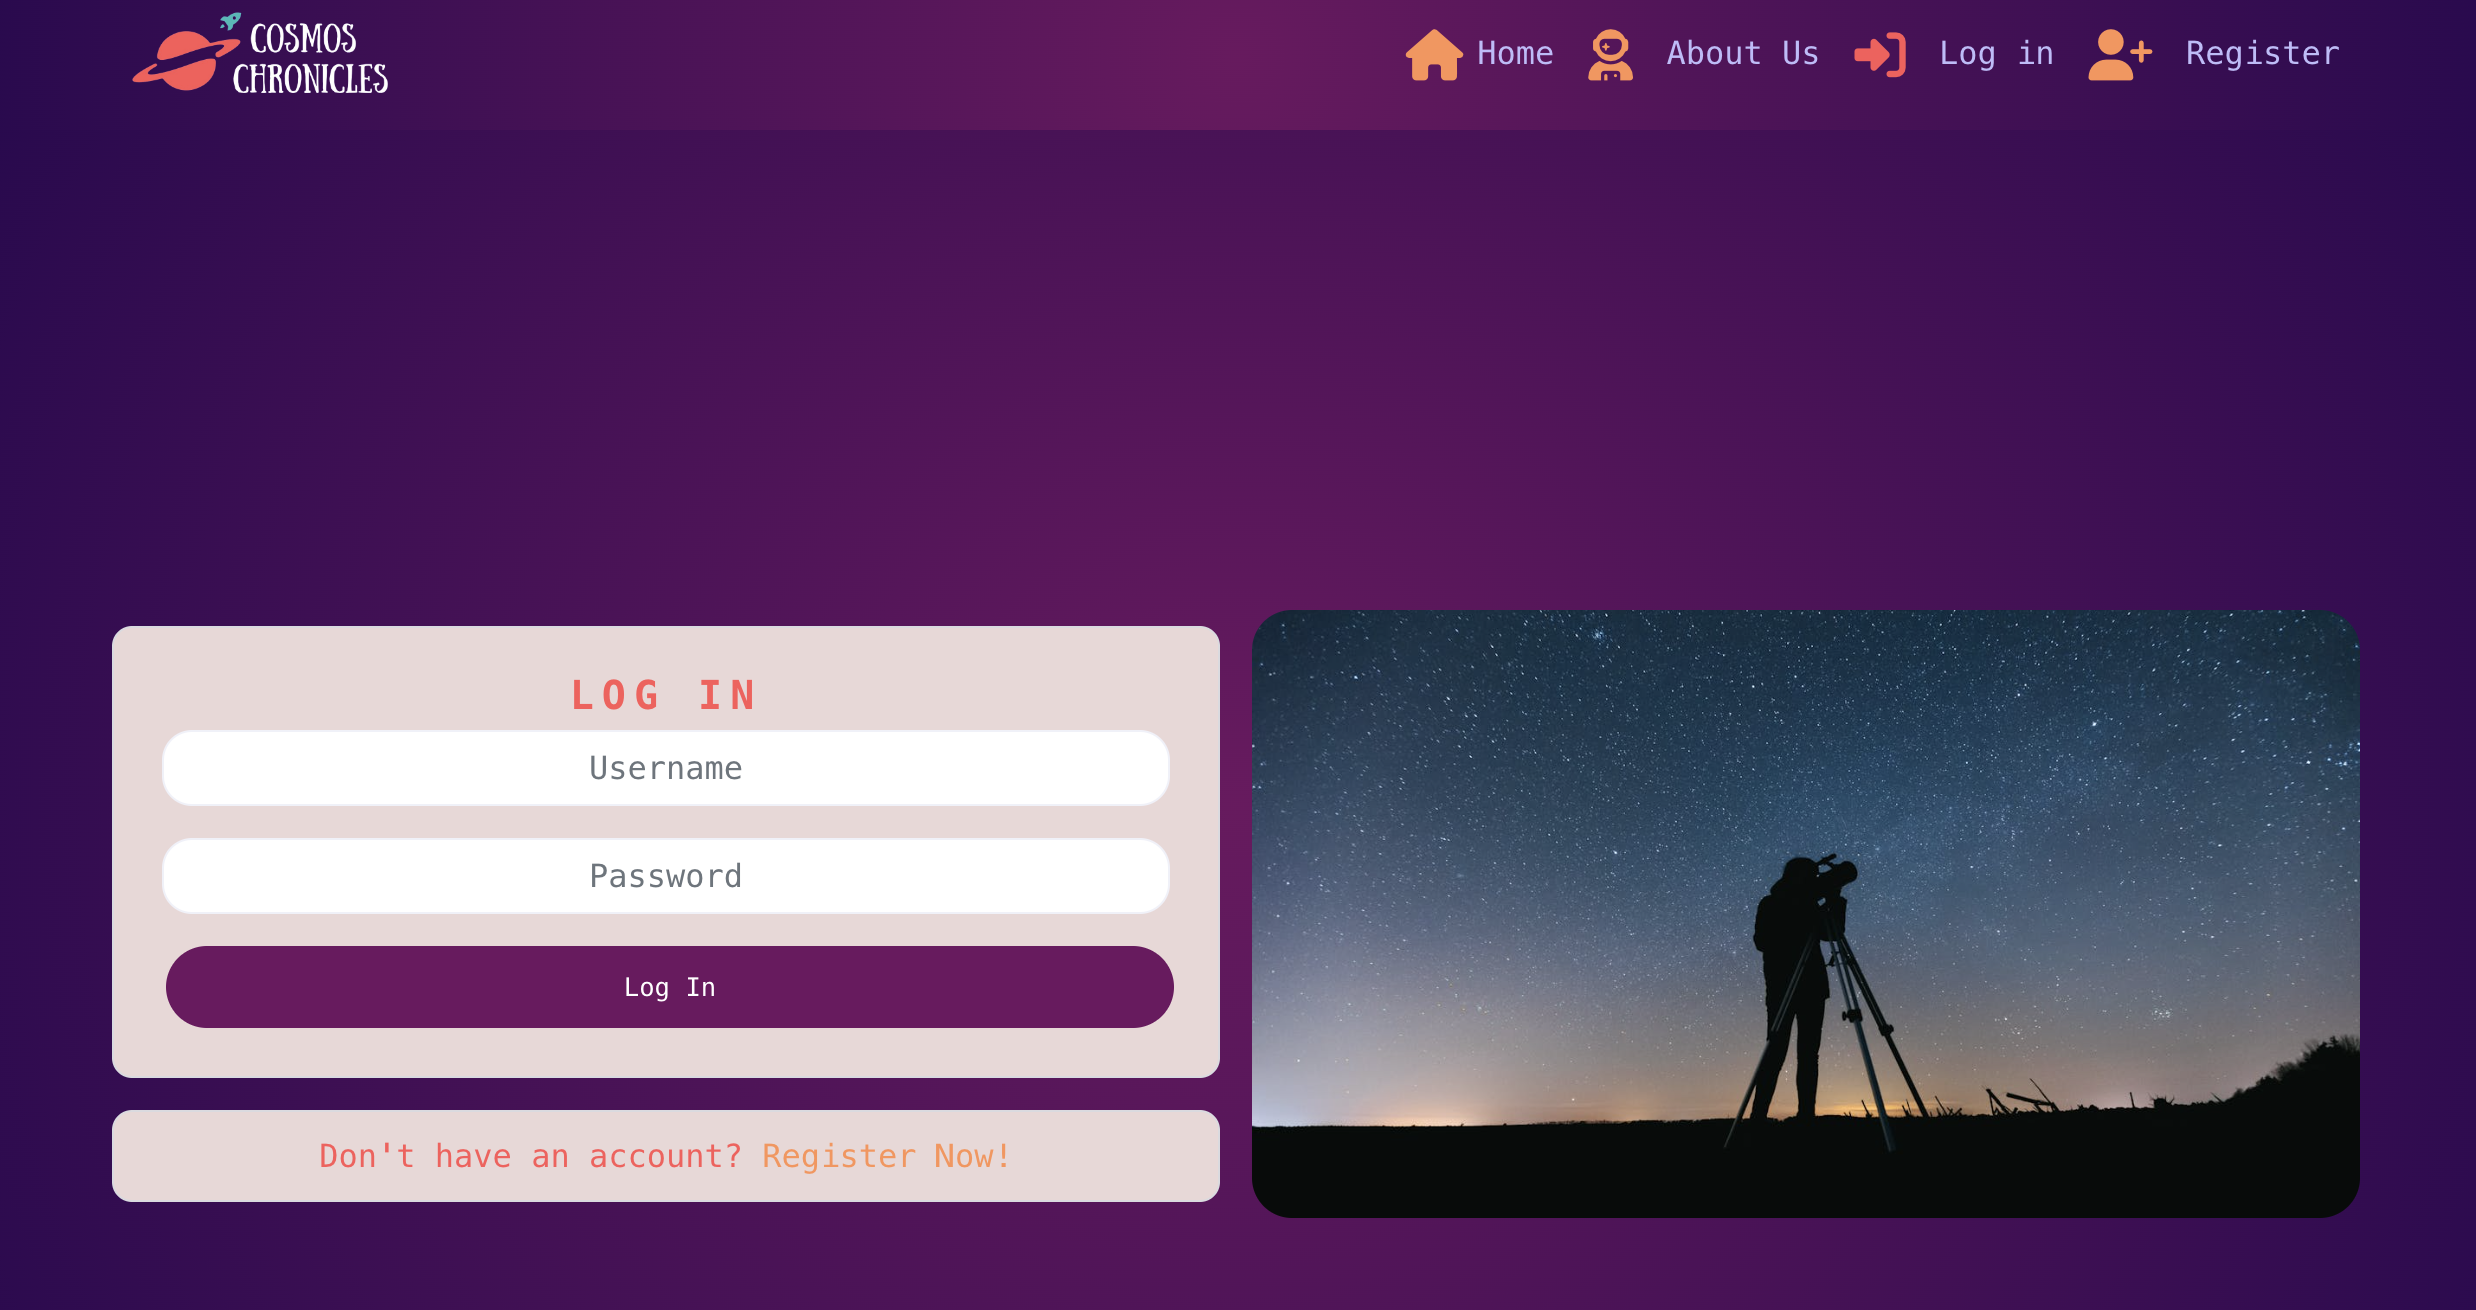 COSMOS
CHRONICLES
Home About Us Log in Register
LOG IN
Username
Password
Log In
Don't have an account? Register Now!